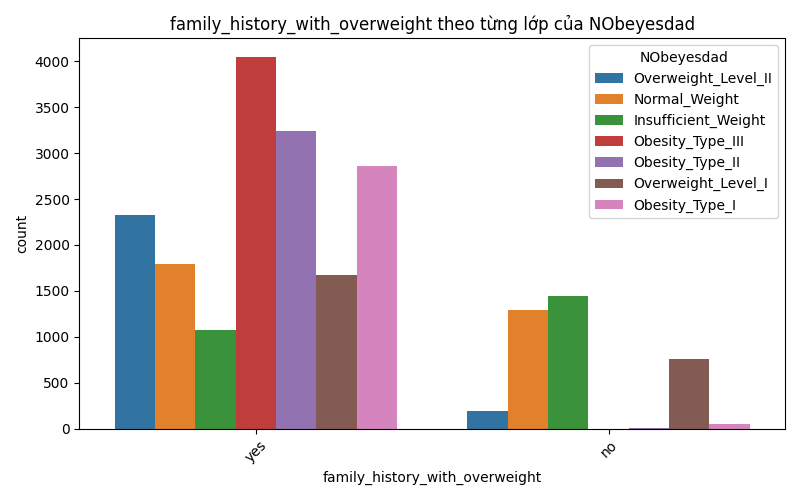 family_history_with_overweight theo từng lớp của NObeyesdad
NObeyesdad
Overweight_Level_II
Normal_Weight
Insufficient_Weight
Obesity_Type_III
Obesity_Type_II
Overweight_Level_I
Obesity_Type_I
count
4000
3500
3000
2500
2000
1500
1000
500
0
yes
no
family_history_with_overweight